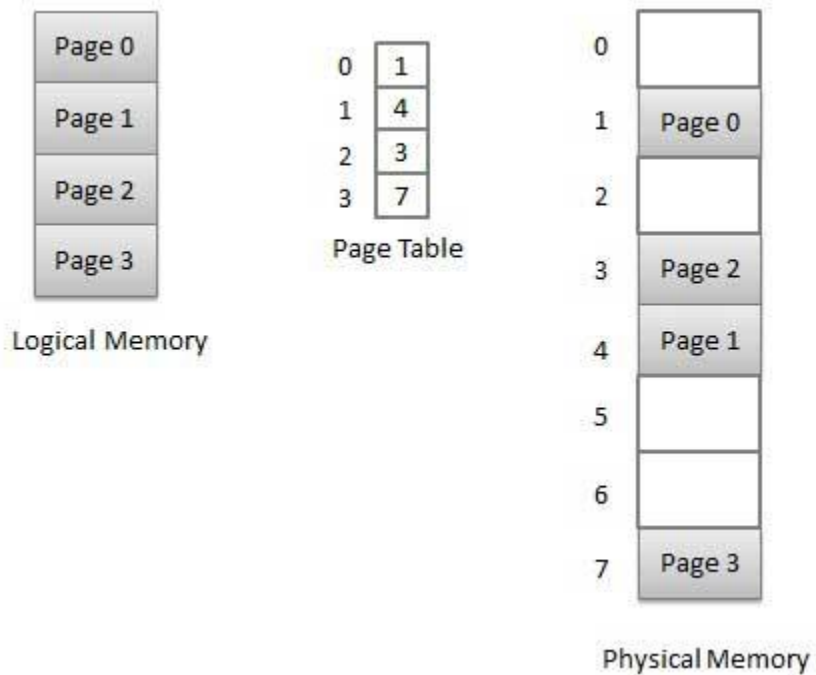 Page 0
Page 1
Page 2
Page 3
Logical Memory
0 1
1 4
2 3
3 7
Page Table
0
1 Page 0
2
3 Page 2
4 Page 1
5
6
7 Page 3
Physical Memory